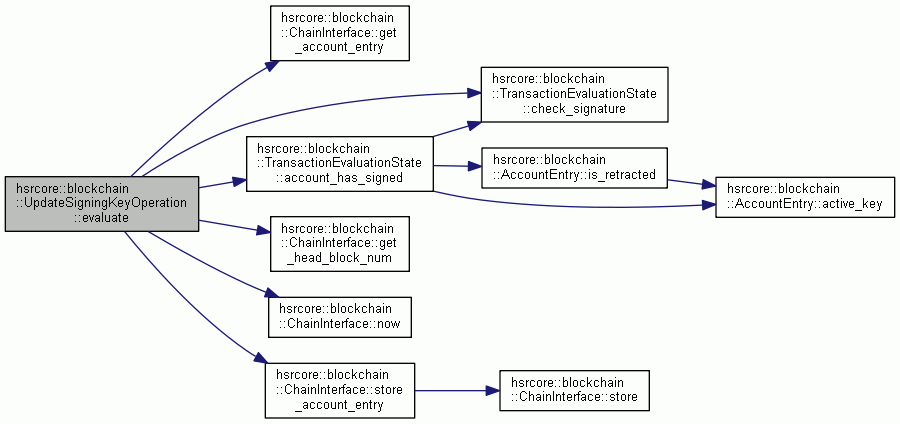 hsrcore::blockchain
::ChainInterface::get
_account_entry
hsrcore::blockchain
::TransactionEvaluationState
::check_signature
hsrcore::blockchain
::TransactionEvaluationState
::account_has_signed
hsrcore::blockchain
::AccountEntry::is_retracted
hsrcore::blockchain
::UpdateSigningKeyOperation
::evaluate
hsrcore::blockchain
::AccountEntry::active_key
hsrcore::blockchain
::ChainInterface::get
_head_block_num
hsrcore::blockchain
::ChainInterface::now
hsrcore::blockchain
::ChainInterface::store
_account_entry
hsrcore::blockchain
::ChainInterface::store